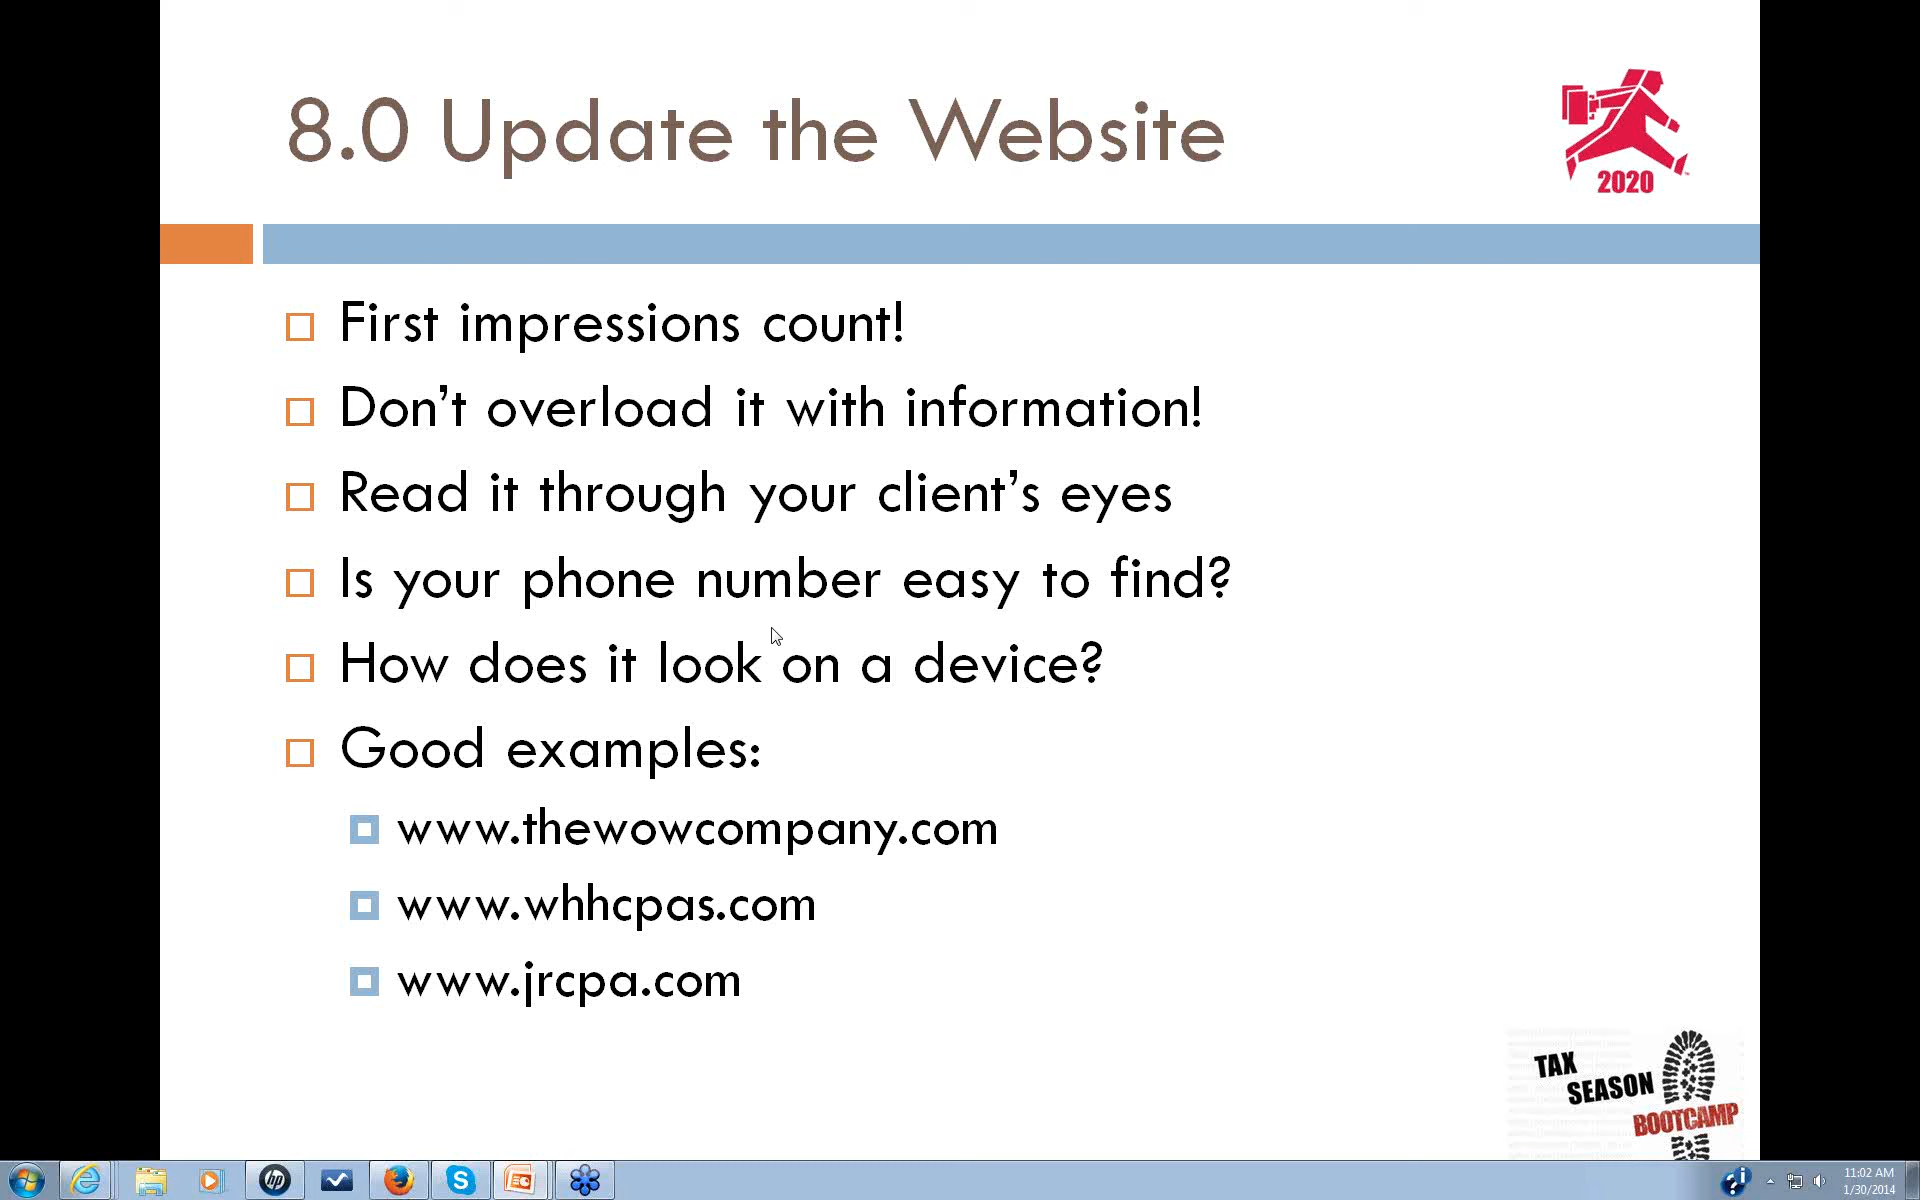 8.0 Update the Website
2020
First impressions count!
Don't overload it with information!
Read it through your client's eyes
Is your phone number easy to find?
How does it look on a device?
Good examples:
www.thewowcompany.com
www.whhcpas.com
www.jrcpa.com
TAX
SEASON
BOOTCAMP
hp
11:02 AM
1/30/2014